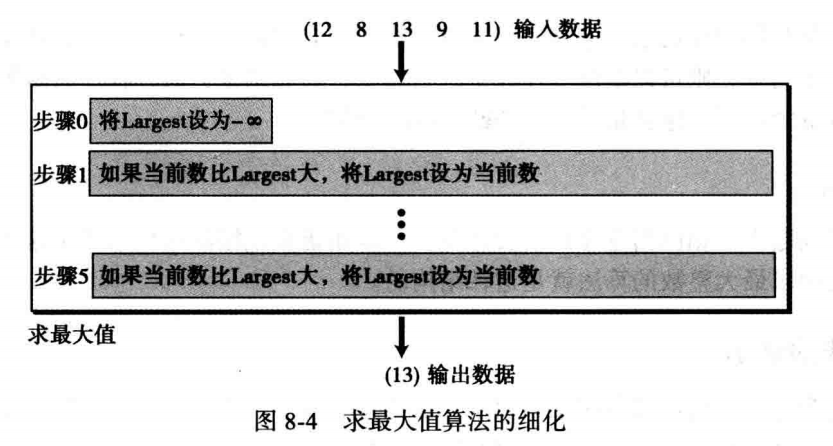 (12 8 13 9 11) 输入数据
步骤0 将Largest设为-∞
步骤1 如果当前数比Largest大，将Largest设为当前数
步骤5 如果当前数比Largest大，将Largest设为当前数
求最大值
(13) 输出数据
图 8-4 求最大值算法的细化